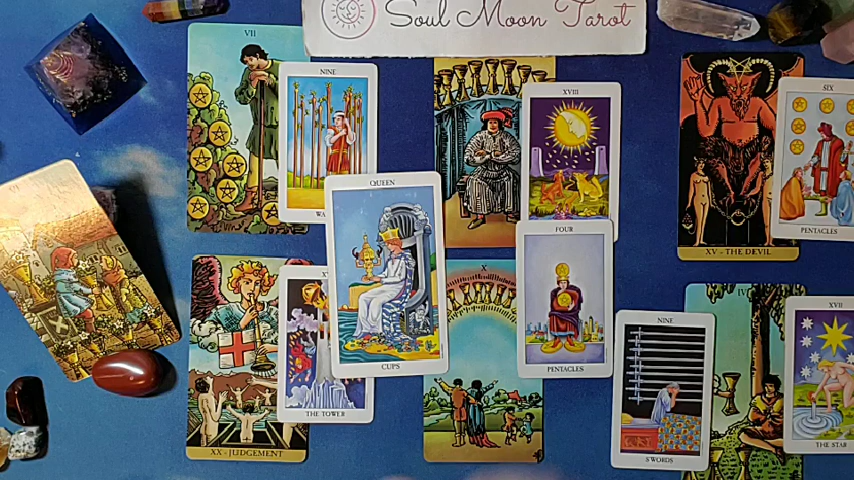 Soul Moon Tarot
VII
NINE
WA
XVIII
XV - THE DEVIL
SIX
PENTACLES
QUEEN
CUPS
FOUR
PENTACLES
X
XX - JUDGEMENT
THE TOWER
NINE
SWORDS
IV
XVII
THE STAR